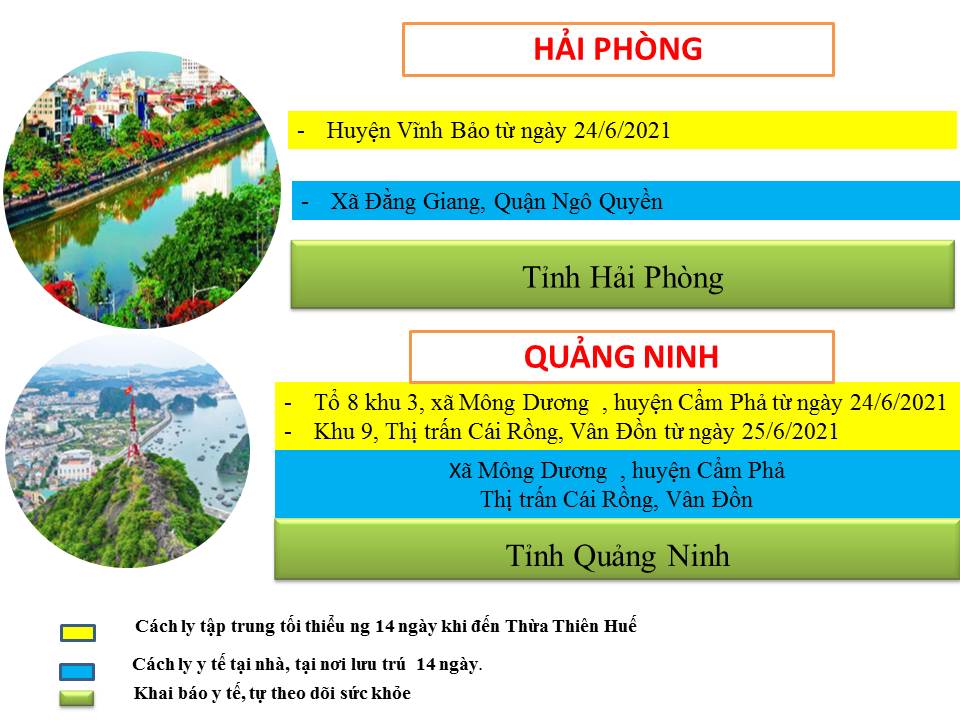 HẢI PHÒNG
- Huyện Vĩnh Bảo từ ngày 24/6/2021
- Xã Đằng Giang, Quận Ngô Quyền
Tỉnh Hải Phòng
QUẢNG NINH
- Tổ 8 khu 3, xã Mông Dương , huyện Cẩm Phả từ ngày 24/6/2021
- Khu 9, Thị trấn Cái Rồng, Vân Đồn từ ngày 25/6/2021
Xã Mông Dương , huyện Cẩm Phả
Thị trấn Cái Rồng, Vân Đồn
Tỉnh Quảng Ninh
Cách ly tập trung tối thiểu ng 14 ngày khi đến Thừa Thiên Huế
Cách ly y tế tại nhà, tại nơi lưu trú 14 ngày.
Khai báo y tế, tự theo dõi sức khỏe